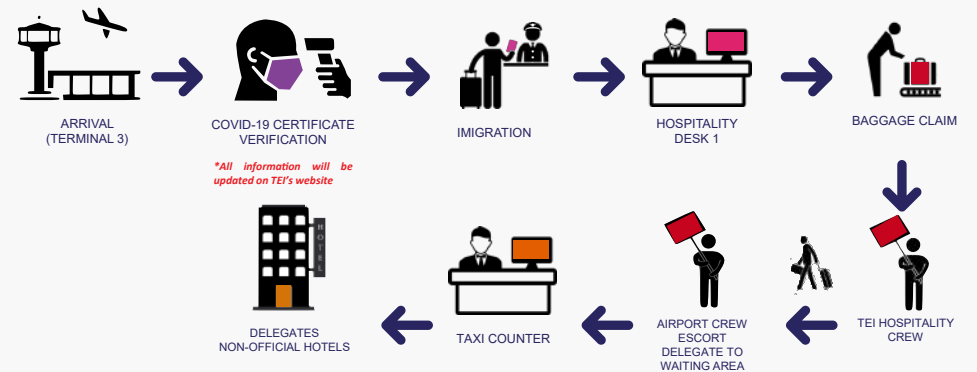 ARRIVAL
(TERMINAL 3)
COVID-19 CERTIFICATE
VERIFICATION
*All information will be
updated on TEI's website
IMIGRATION
HOSPITALITY
DESK 1
BAGGAGE CLAIM
TEI HOSPITALITY
CREW
AIRPORT CREW
ESCORT
DELEGATE TO
WAITING AREA
TAXI COUNTER
HOTEL
DELEGATES
NON-OFFICIAL HOTELS